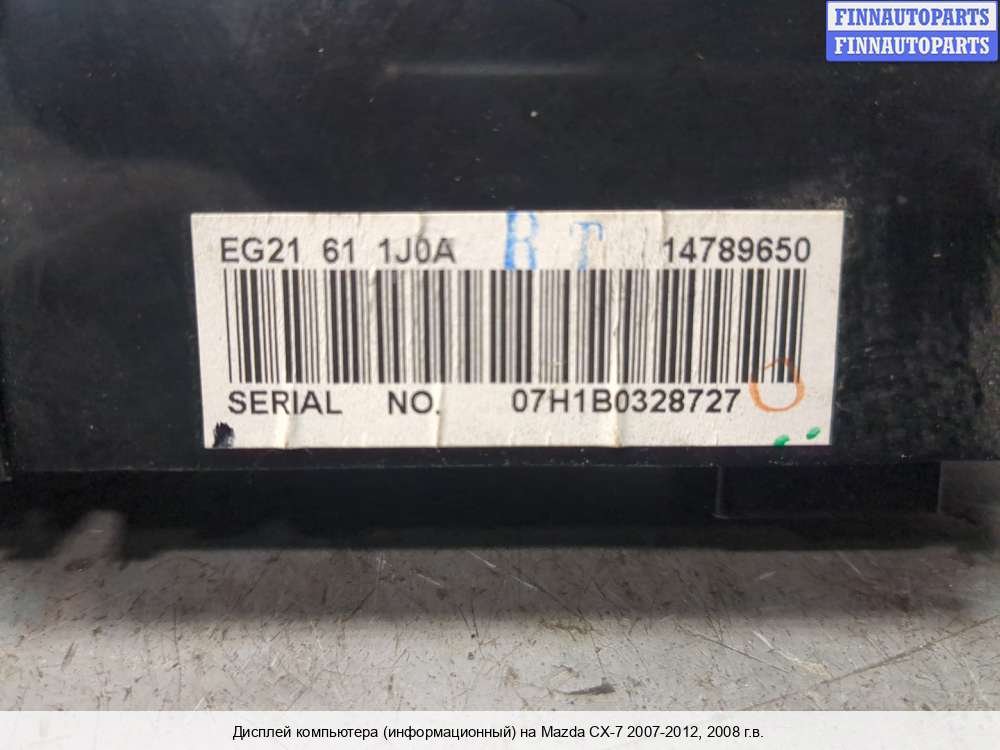 FINNAUTOPARTS
FINNAUTOPARTS
EG21 61 1J0A RT 14789650
SERIAL NO. 07H1B0328727
Дисплей компьютера (информационный) на Mazda CX-7 2007-2012, 2008 г.в.